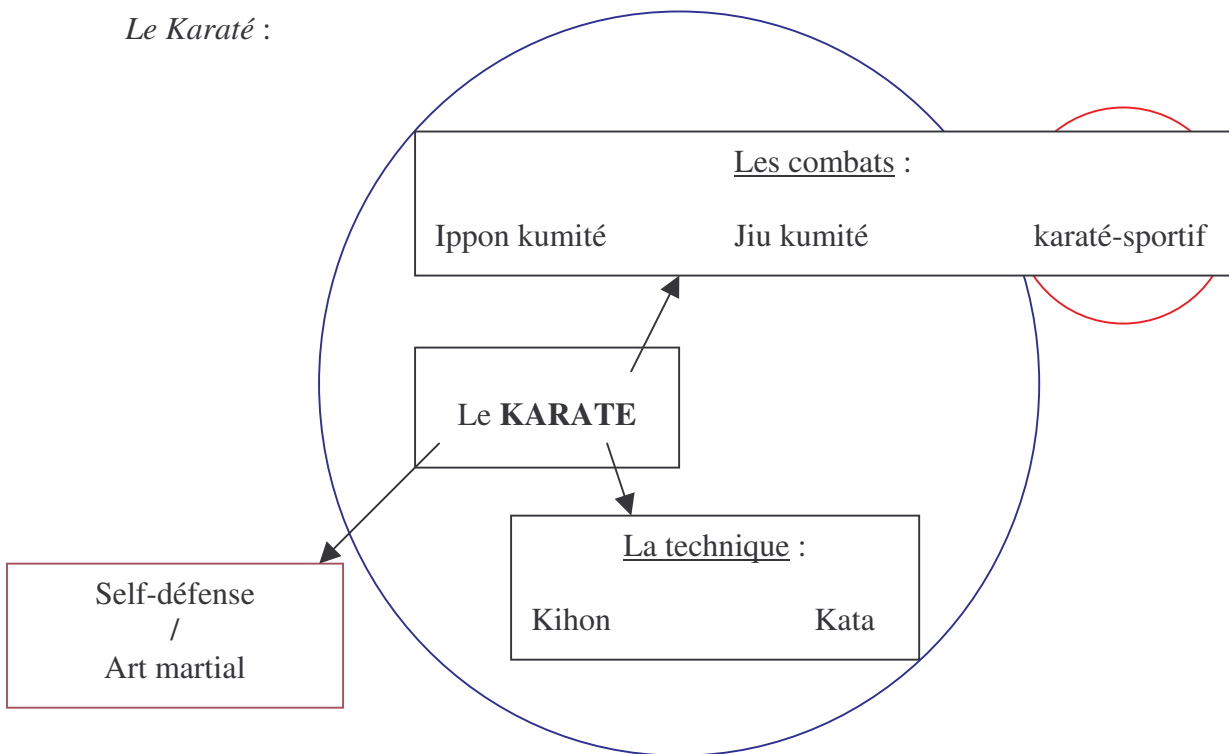 Le Karaté :
Les combats :
Ippon kumité Jiu kumité karaté-sportif
Le KARATE
La technique :
Kihon Kata
Self-défense
/
Art martial